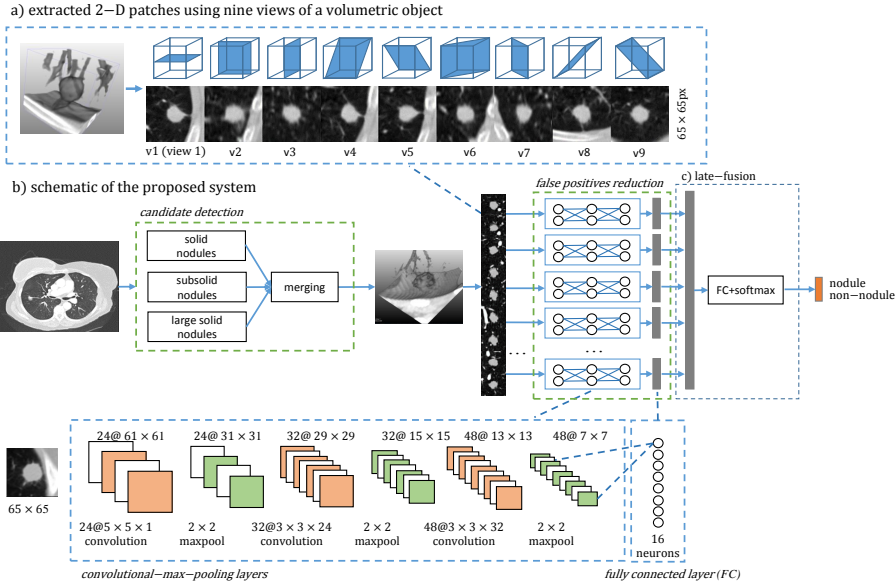 a) extracted 2−D patches using nine views of a volumetric object
v1 (view 1)
v2
v3
v4
v5
v6
v7
v8
v9
65 × 65px
b) schematic of the proposed system
candidate detection
solid
nodules
subsolid
nodules
large solid
nodules
merging
false positives reduction
...
...
c) late−fusion
FC+softmax
nodule
non−nodule
65 × 65
24@ 61 × 61
24@ 31 × 31
32@ 29 × 29
32@ 15 × 15
48@ 13 × 13
48@ 7 × 7
24@5 × 5 × 1
convolution
2 × 2
maxpool
32@3 × 3 × 24
convolution
2 × 2
maxpool
48@3 × 3 × 32
convolution
2 × 2
maxpool
16
neurons
convolutional−max−pooling layers
fully connected layer (FC)